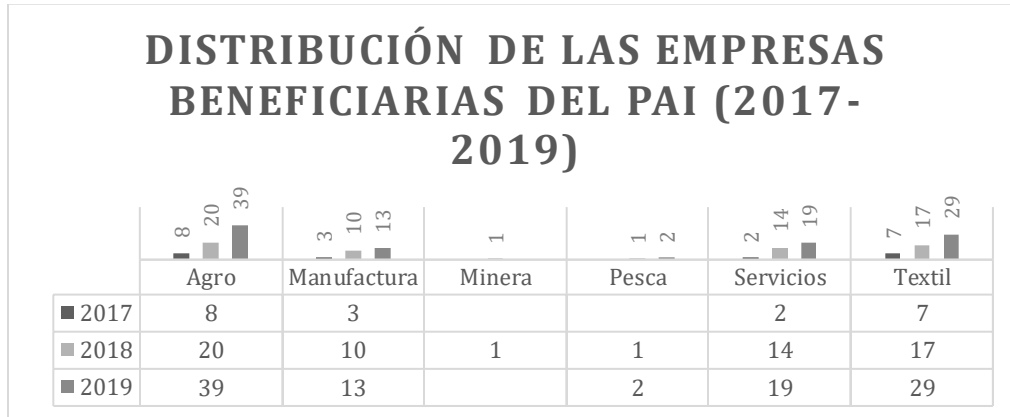 DISTRIBUCIÓN DE LAS EMPRESAS
BENEFICIARIAS DEL PAI (2017-
2019)
8 20 39 3 10 13 1 1 2 2 14 19 7 17 29
Agro Manufactura Minera Pesca Servicios Textil
2017 8 3 2 7
2018 20 10 1 1 14 17
2019 39 13 2 19 29